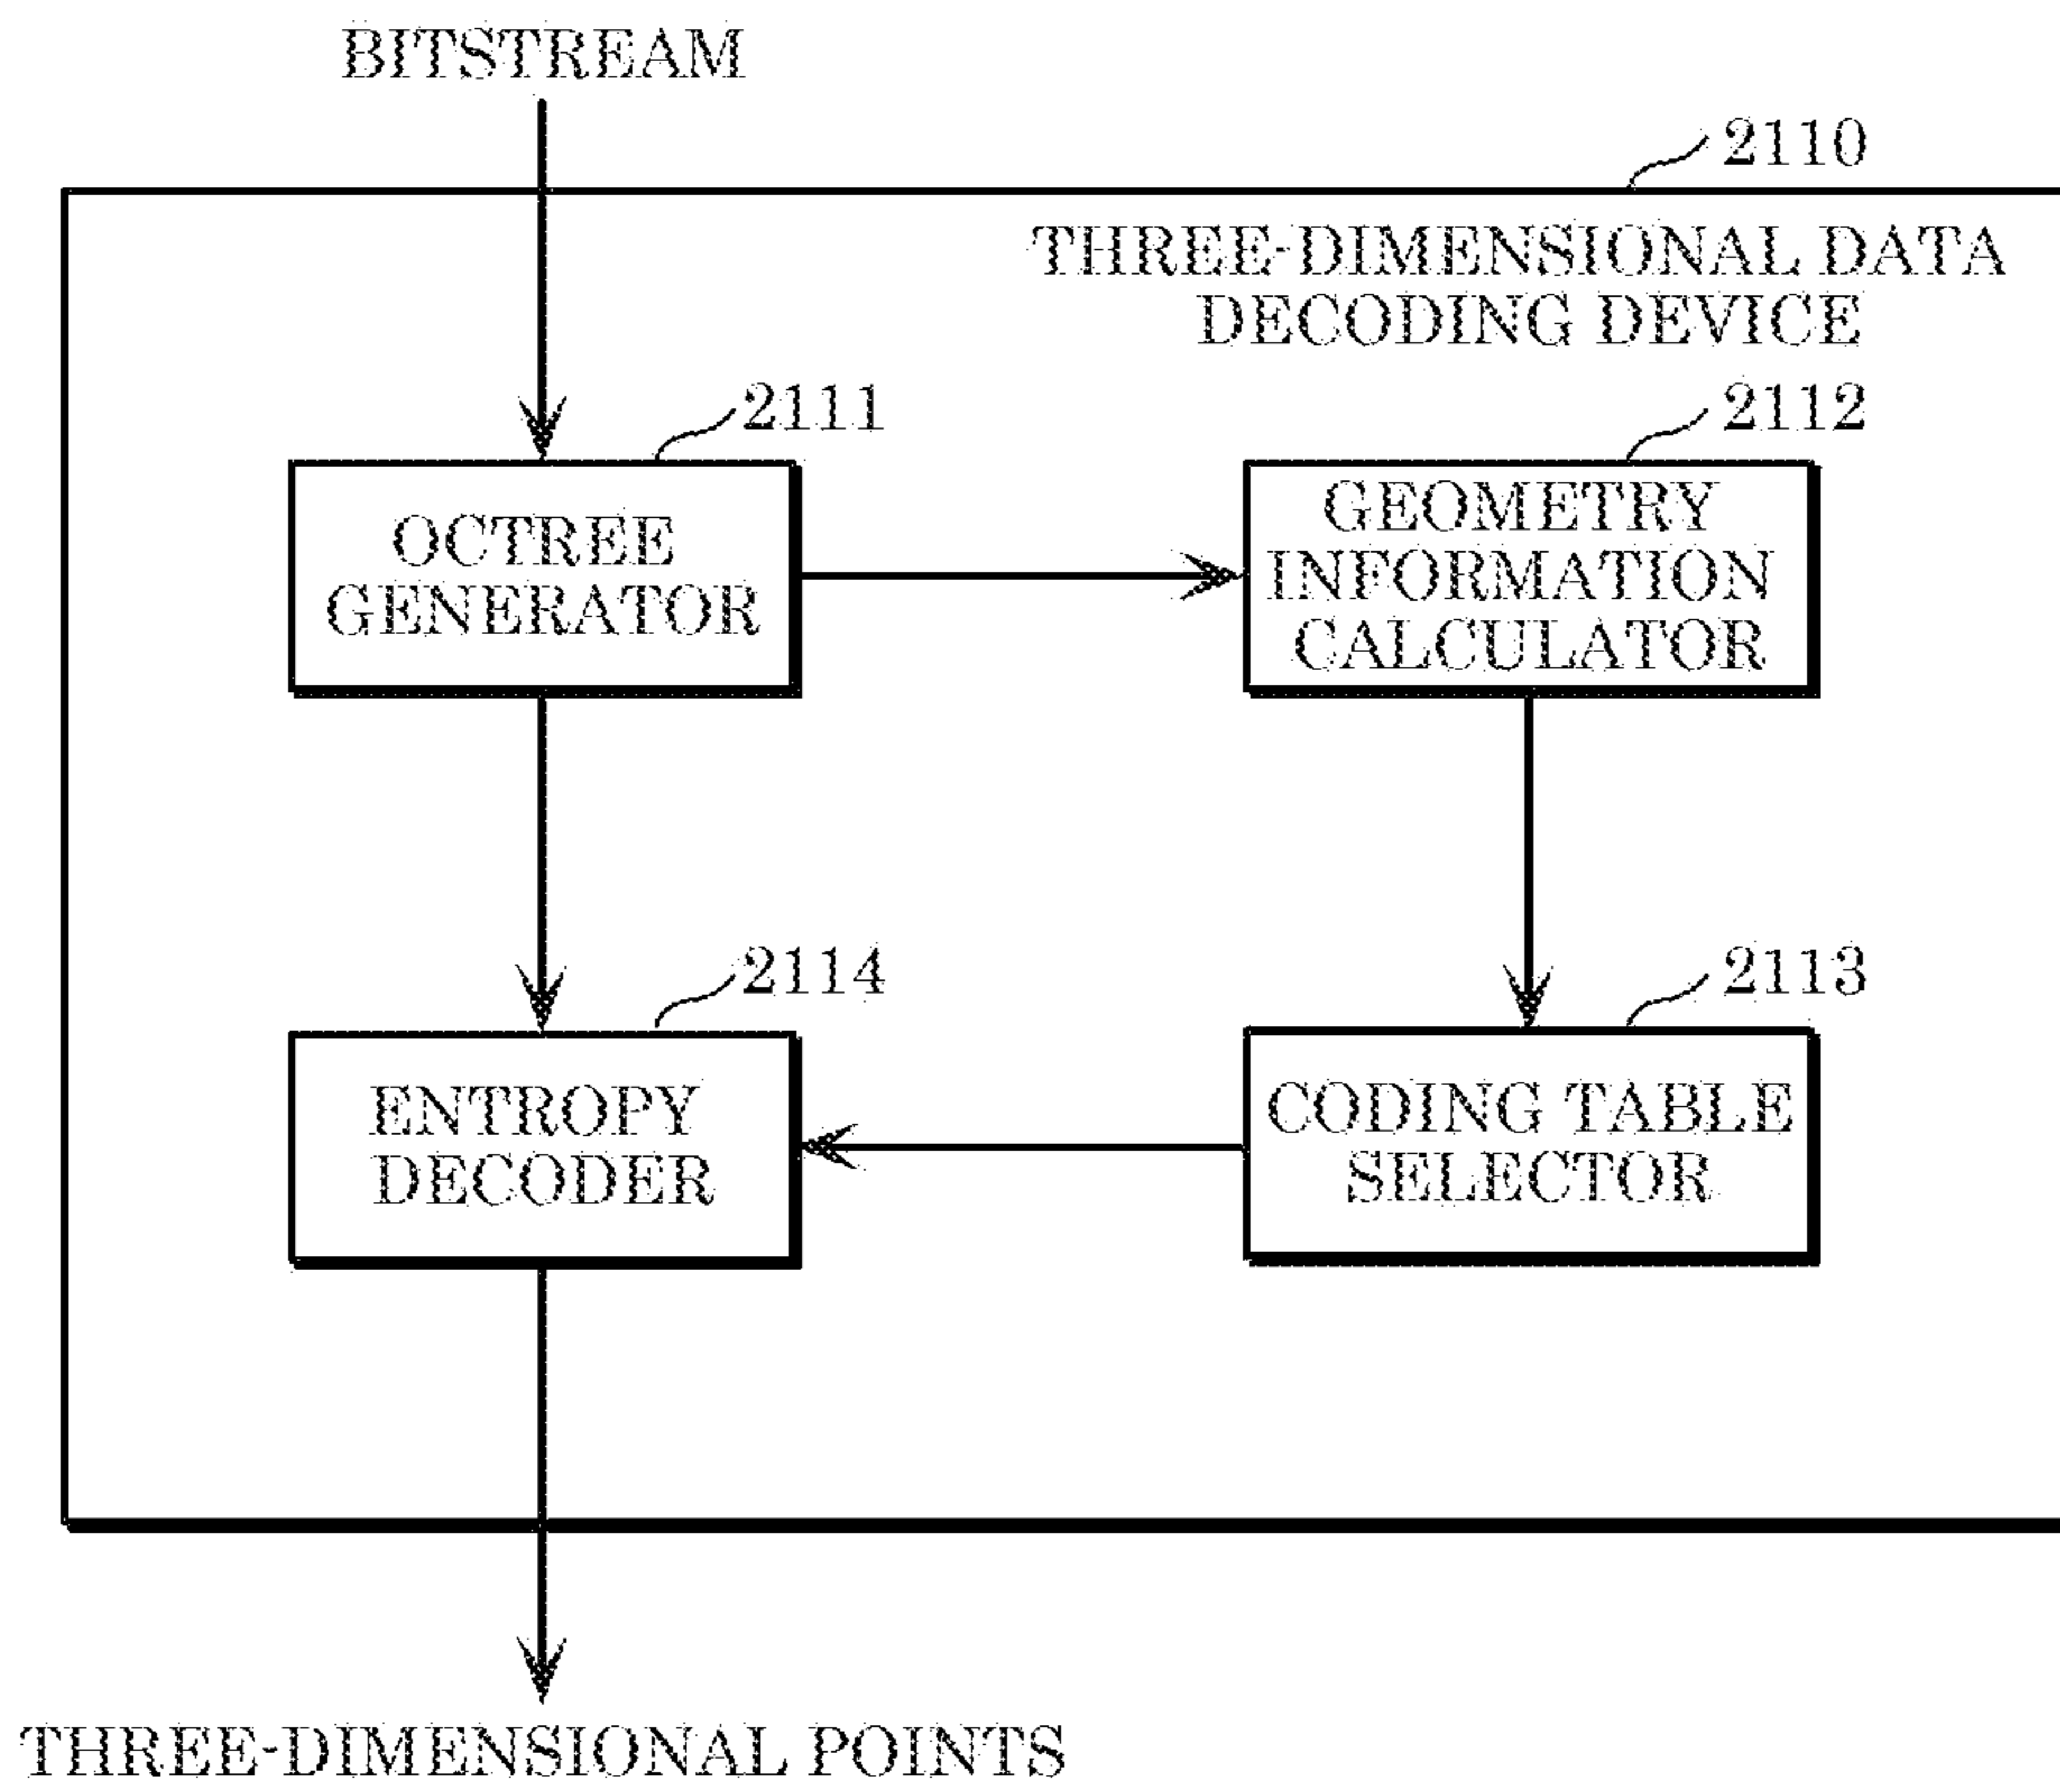 BITSTREAM
2110
THREE-DIMENSIONAL DATA
DECODING DEVICE
2111
2112
OCTREE
GENERATOR
GEOMETRY
INFORMATION
CALCULATOR
2114
2113
ENTROPY
DECODER
CODING TABLE
SELECTOR
THREE-DIMENSIONAL POINTS